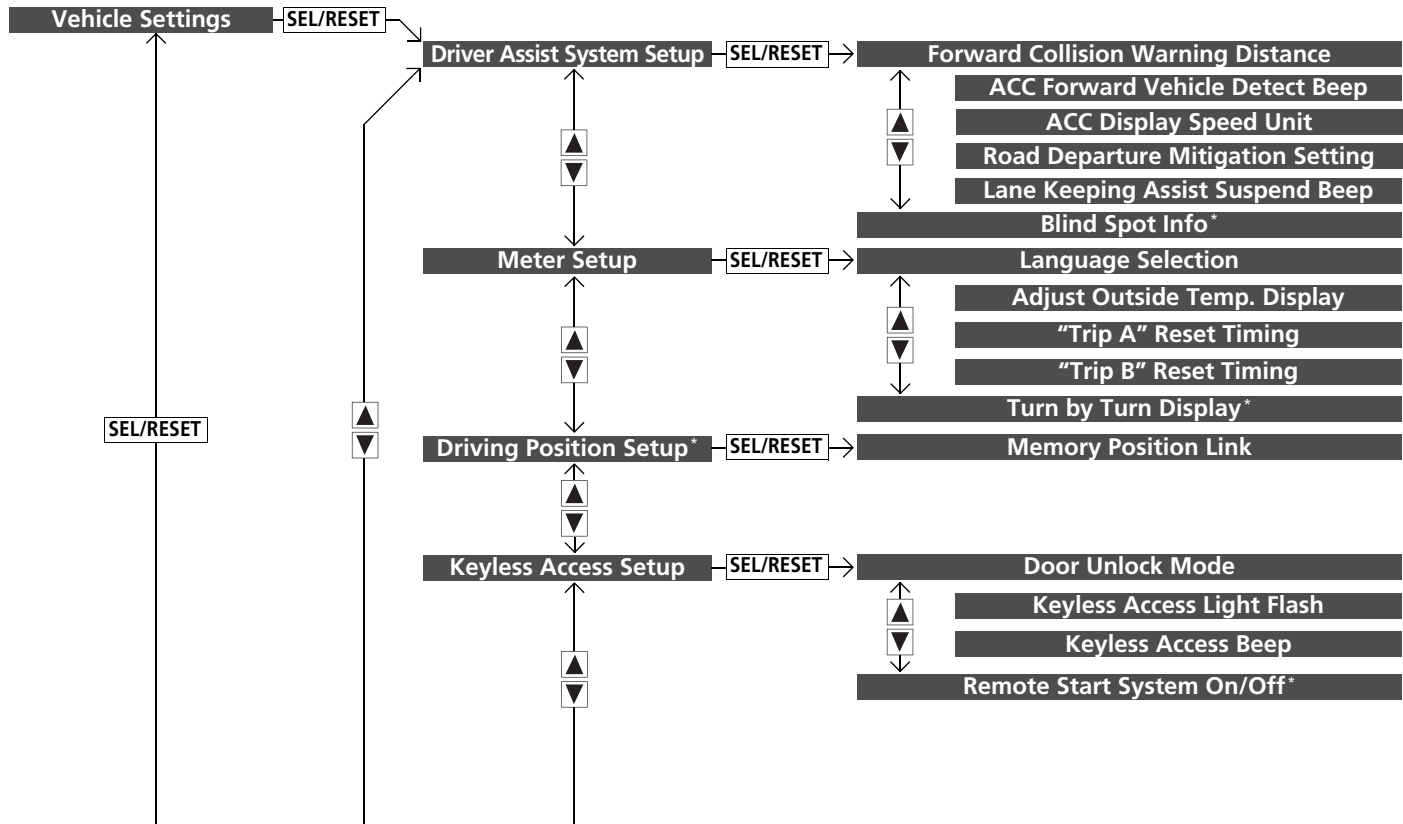 Vehicle Settings
SEL/RESET
Driver Assist System Setup
SEL/RESET
Forward Collision Warning Distance
ACC Forward Vehicle Detect Beep
ACC Display Speed Unit
Road Departure Mitigation Setting
Lane Keeping Assist Suspend Beep
Blind Spot Info*
Meter Setup
SEL/RESET
Language Selection
Adjust Outside Temp. Display
“Trip A” Reset Timing
“Trip B” Reset Timing
Turn by Turn Display*
SEL/RESET
Driving Position Setup*
SEL/RESET
Memory Position Link
Keyless Access Setup
SEL/RESET
Door Unlock Mode
Keyless Access Light Flash
Keyless Access Beep
Remote Start System On/Off*